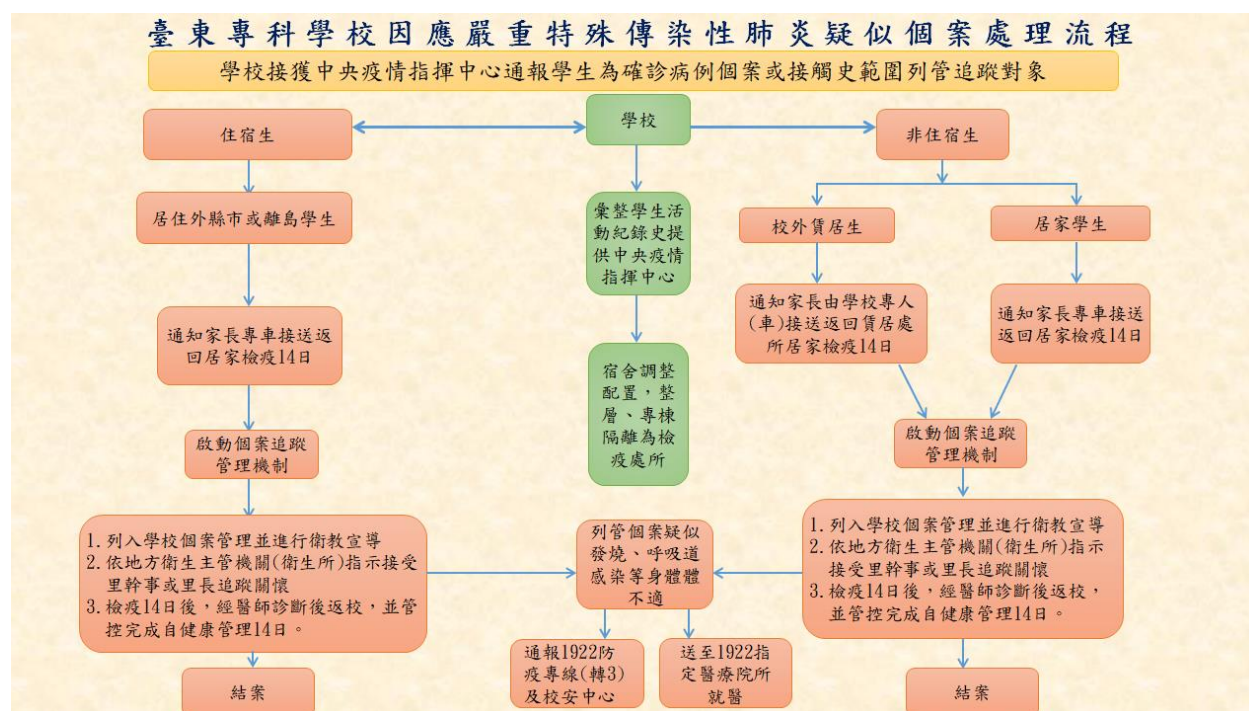 臺東專科學校因應嚴重特殊傳染性肺炎疑似個案處理流程
學校接獲中央疫情指揮中心通報學生為確診病例個案或接觸史範圍列管追蹤對象
住宿生
學校
非住宿生
居住外縣市或離島學生
彙整學生活
動紀錄史提
供中央疫情
指揮中心
校外賃居生
居家學生
通知家長專車接送返
回居家檢疫14日
通知家長由學校專人
(車)接送返回賃居處
所居家檢疫14日
通知家長專車接送
返回居家檢疫14日
宿舍調整
配置，整
層、專棟
隔離為檢
疫處所
啟動個案追蹤
管理機制
啟動個案追蹤
管理機制
1. 列入學校個案管理並進行衛教宣導
2. 依地方衛生主管機關(衛生所)指示接受
里幹事或里長追蹤關懷
3. 檢疫14日後，經醫師診斷後返校，並管
控完成自健康管理14日。
列管個案疑似
發燒、呼吸道
感染等身體體
不適
1. 列入學校個案管理並進行衛教宣導
2. 依地方衛生主管機關(衛生所)指示
接受里幹事或里長追蹤關懷
3. 檢疫14日後，經醫師診斷後返校，
並管控完成自健康管理14日。
結案
通報1922防
疫專線(轉3)
及校安中心
送至1922指
定醫療院所
就醫
結案